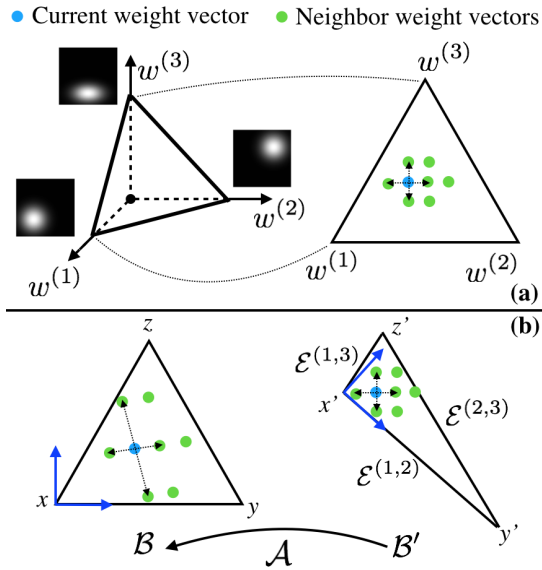 Current weight vector Neighbor weight vectors
w^(3) w^(3)
w^(2)
w^(1) w^(1) w^(2)
(a)
(b)
z z'
ℰ^(1,3)
x' ℰ^(2,3)
ℰ^(1,2)
x y y'
ℬ 𝒜 ℬ'